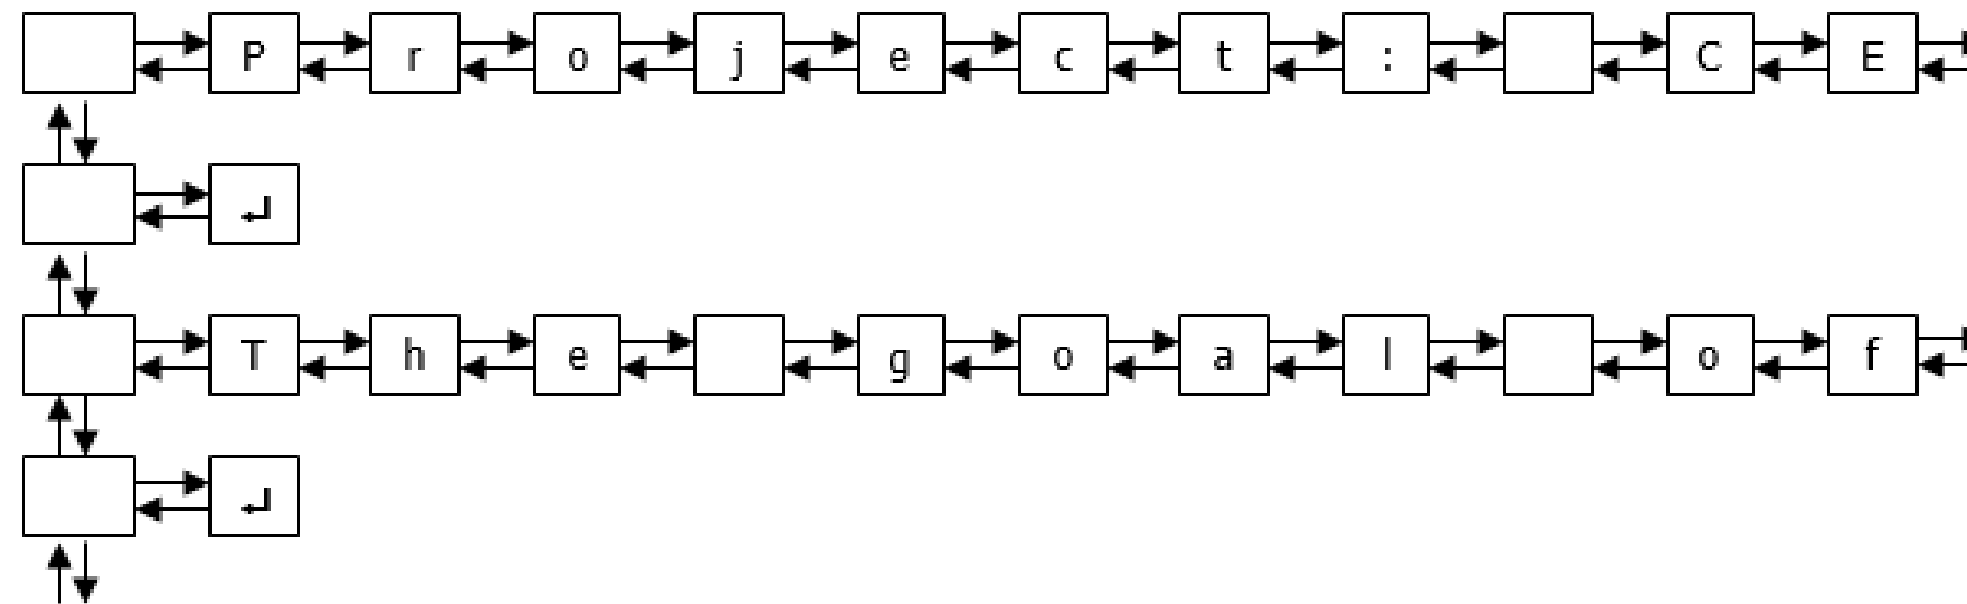 Project: CE
↵
The goal of
↵